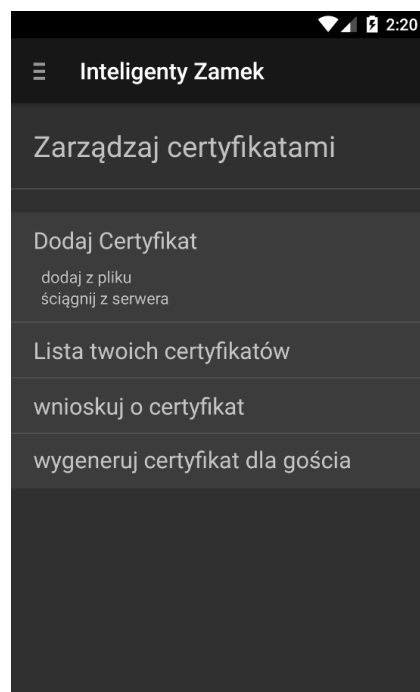 2:20
Inteligenty Zamek
Zarządzaj certyfikatami
Dodaj Certyfikat
dodaj z pliku
ściągnij z serwera
Lista twoich certyfikatów
wnioskuj o certyfikat
wygeneruj certyfikat dla gościa